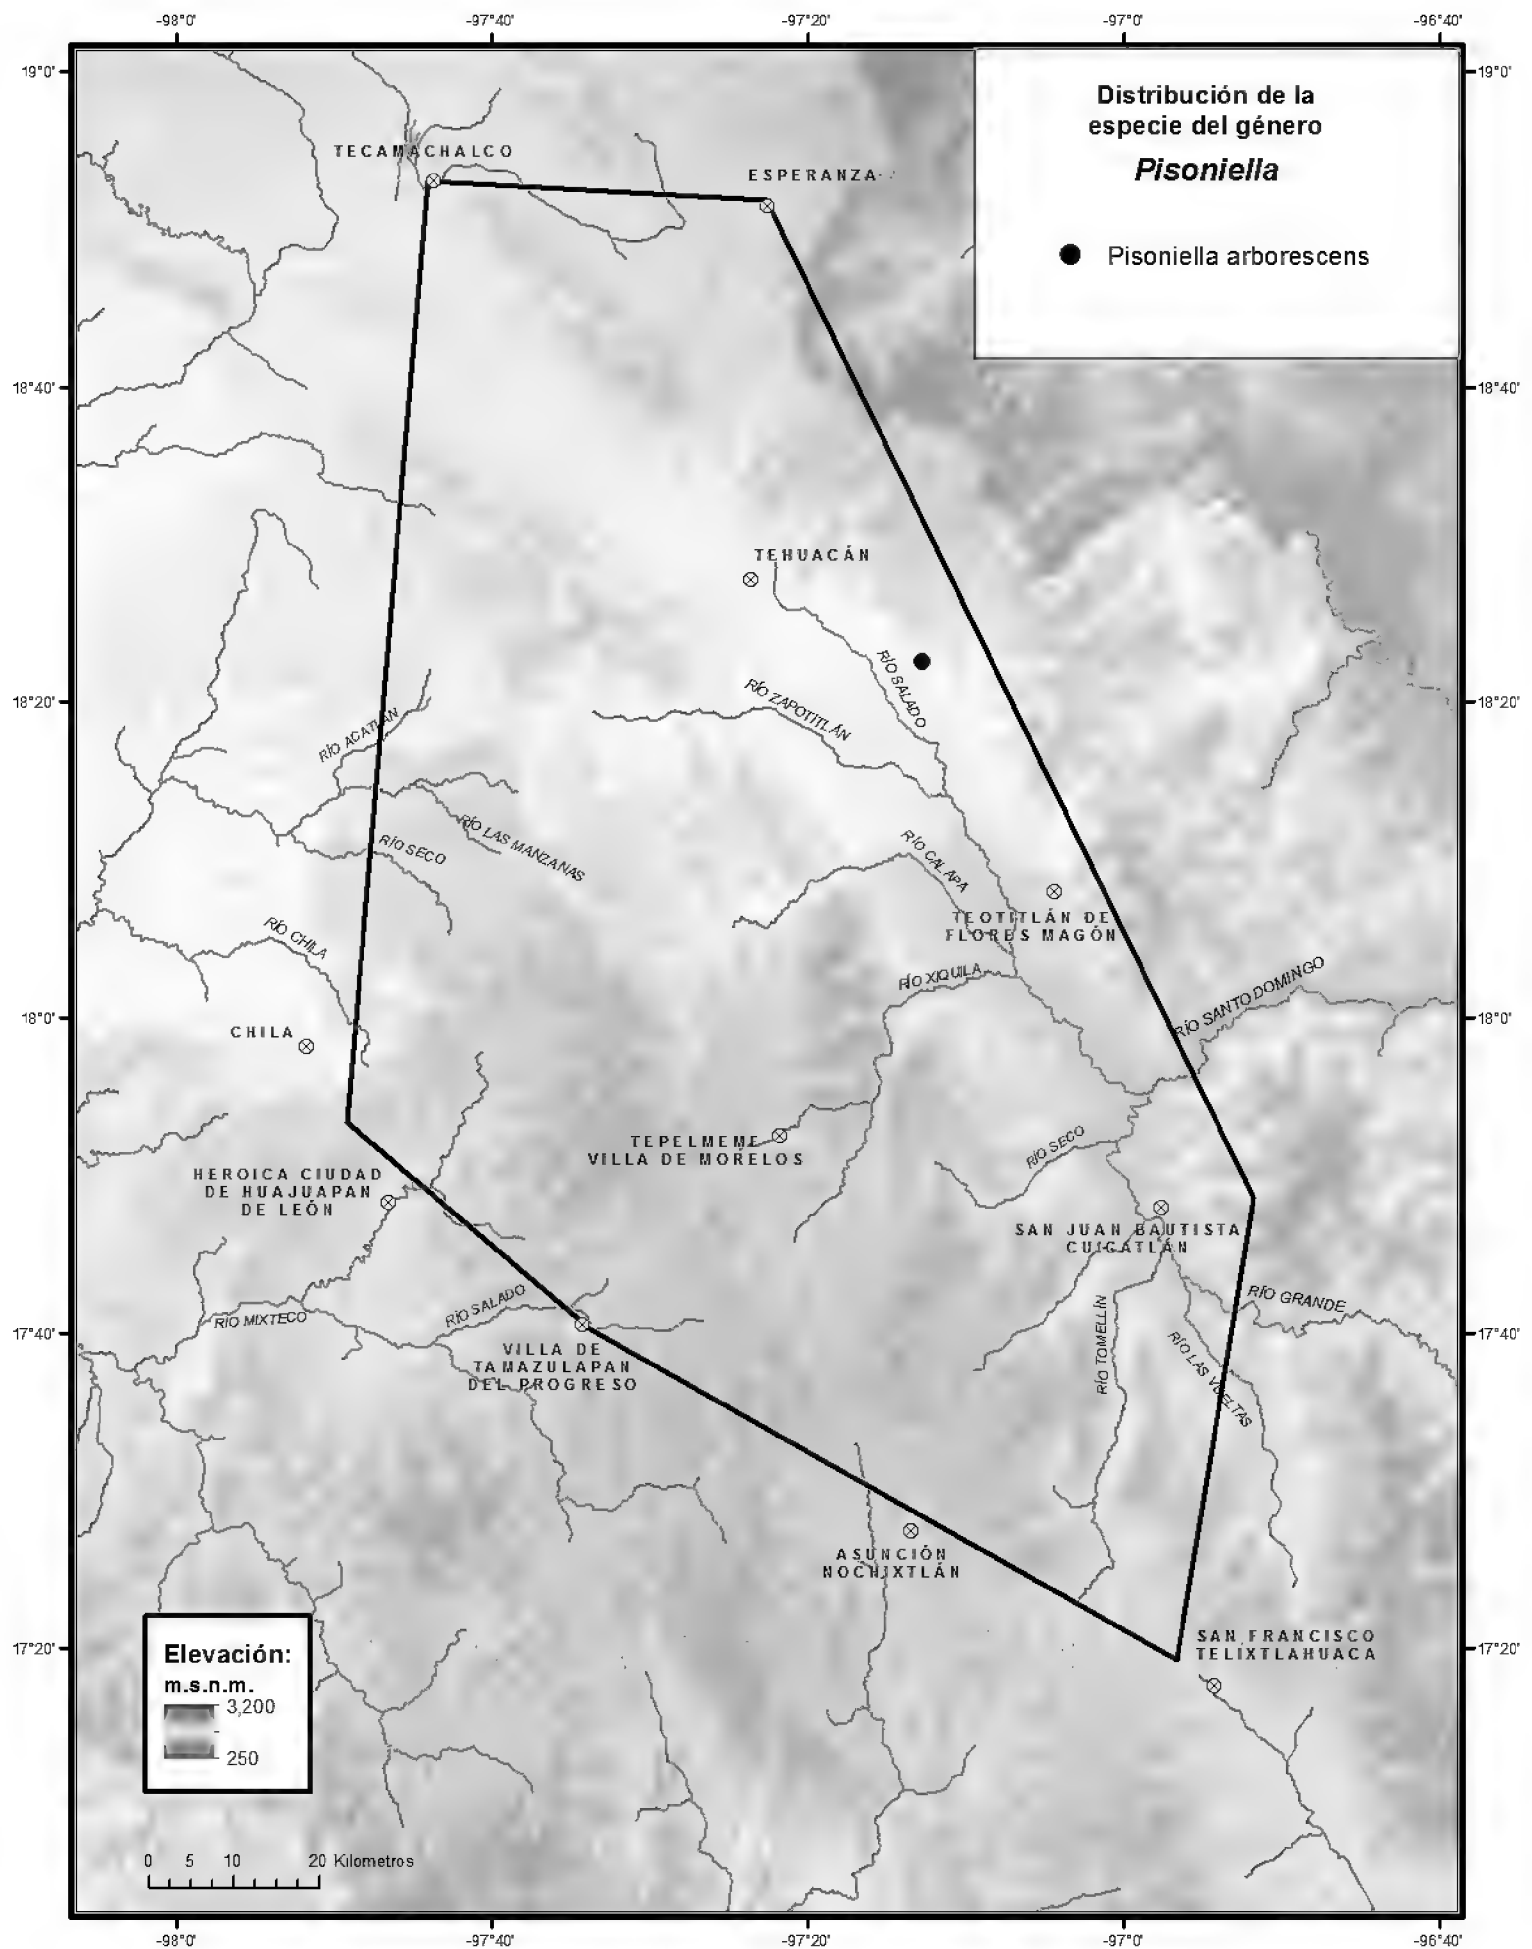 -98°0'
-97°40'
-97°20'
-97°0'
-96°40'
19°0'
19°0'
Distribución de la
especie del género
Pisoniella
Pisoniella arborescens
TECAMACHALCO
ESPERANZA
18°40'
18°40'
TEHUACÁN
RÍO SALADO
RÍO ZAPOTITLÁN
18°20'
18°20'
RÍO ACATLÁN
RÍO LAS MANZANAS
RÍO SECO
RÍO CALAPA
TEOTITLÁN DE
FLORES MAGÓN
RÍO CHILA
RÍO XIQUILA
RÍO SANTO DOMINGO
18°0'
18°0'
CHILA
TEPELMEME
VILLA DE MORELOS
RÍO SECO
HEROICA CIUDAD
DE HUAJUAPAN
DE LEÓN
SAN JUAN BAUTISTA
CUICATLÁN
RÍO SALADO
RÍO MIXTECO
RÍO GRANDE
17°40'
17°40'
VILLA DE
TAMAZULAPAN
DEL PROGRESO
RÍO TOMELLÍN
RÍO LAS VUELTAS
ASUNCIÓN
NOCHIXTLÁN
17°20'
17°20'
SAN FRANCISCO
TELIXTLAHUACA
Elevación:
m.s.n.m.
3,200
250
0 5 10 20 Kilometros
-98°0'
-97°40'
-97°20'
-97°0'
-96°40'